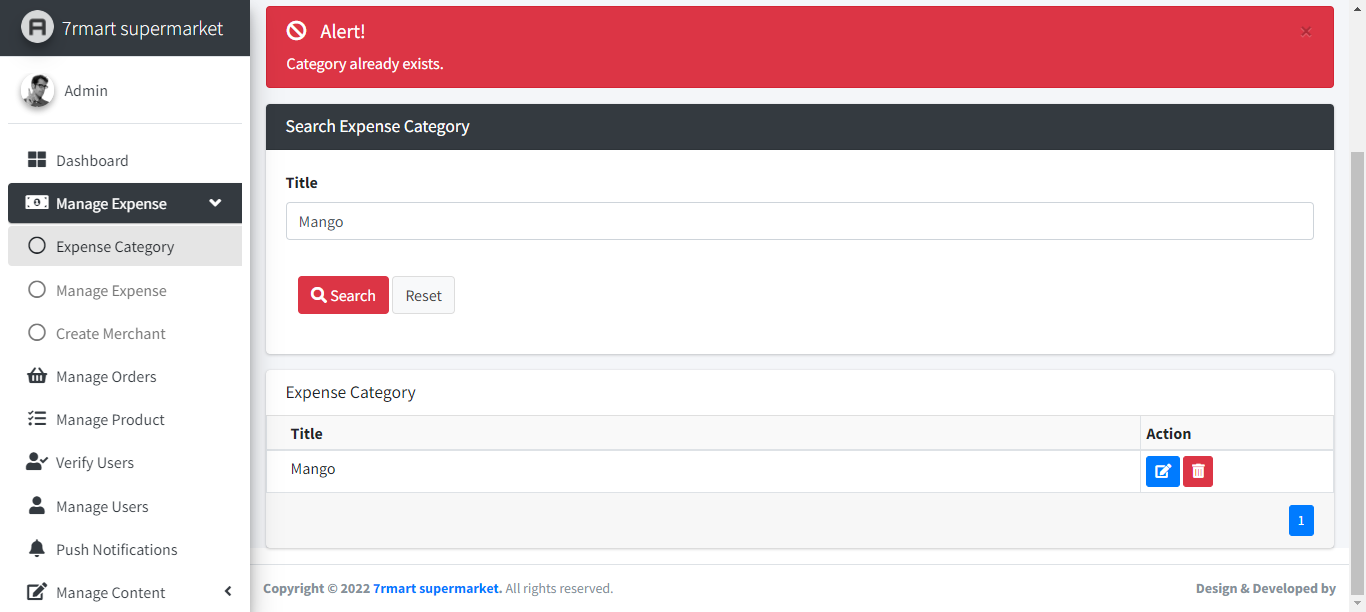 7rmart supermarket
Admin
Dashboard
Manage Expense
Expense Category
Manage Expense
Create Merchant
Manage Orders
Manage Product
Verify Users
Manage Users
Push Notifications
Manage Content
Alert!
×
Category already exists.
Search Expense Category
Title
Mango
Search Reset
Expense Category
Title Action
Mango
1
Copyright © 2022 7rmart supermarket. All rights reserved. Design & Developed by